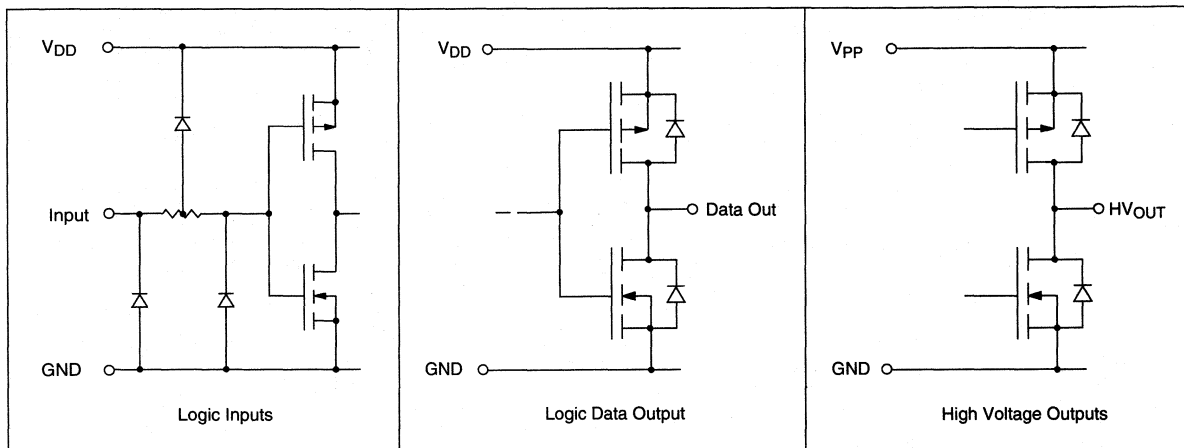 VDD
Input
GND
Logic Inputs
VDD
Data Out
GND
Logic Data Output
VPP
HVOUT
GND
High Voltage Outputs